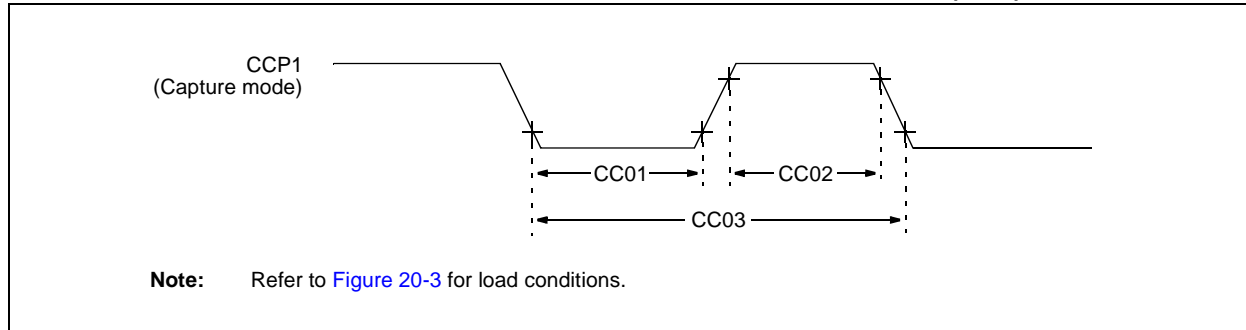 CCP1
(Capture mode)
CC01
CC02
CC03
Note: Refer to Figure 20-3 for load conditions.